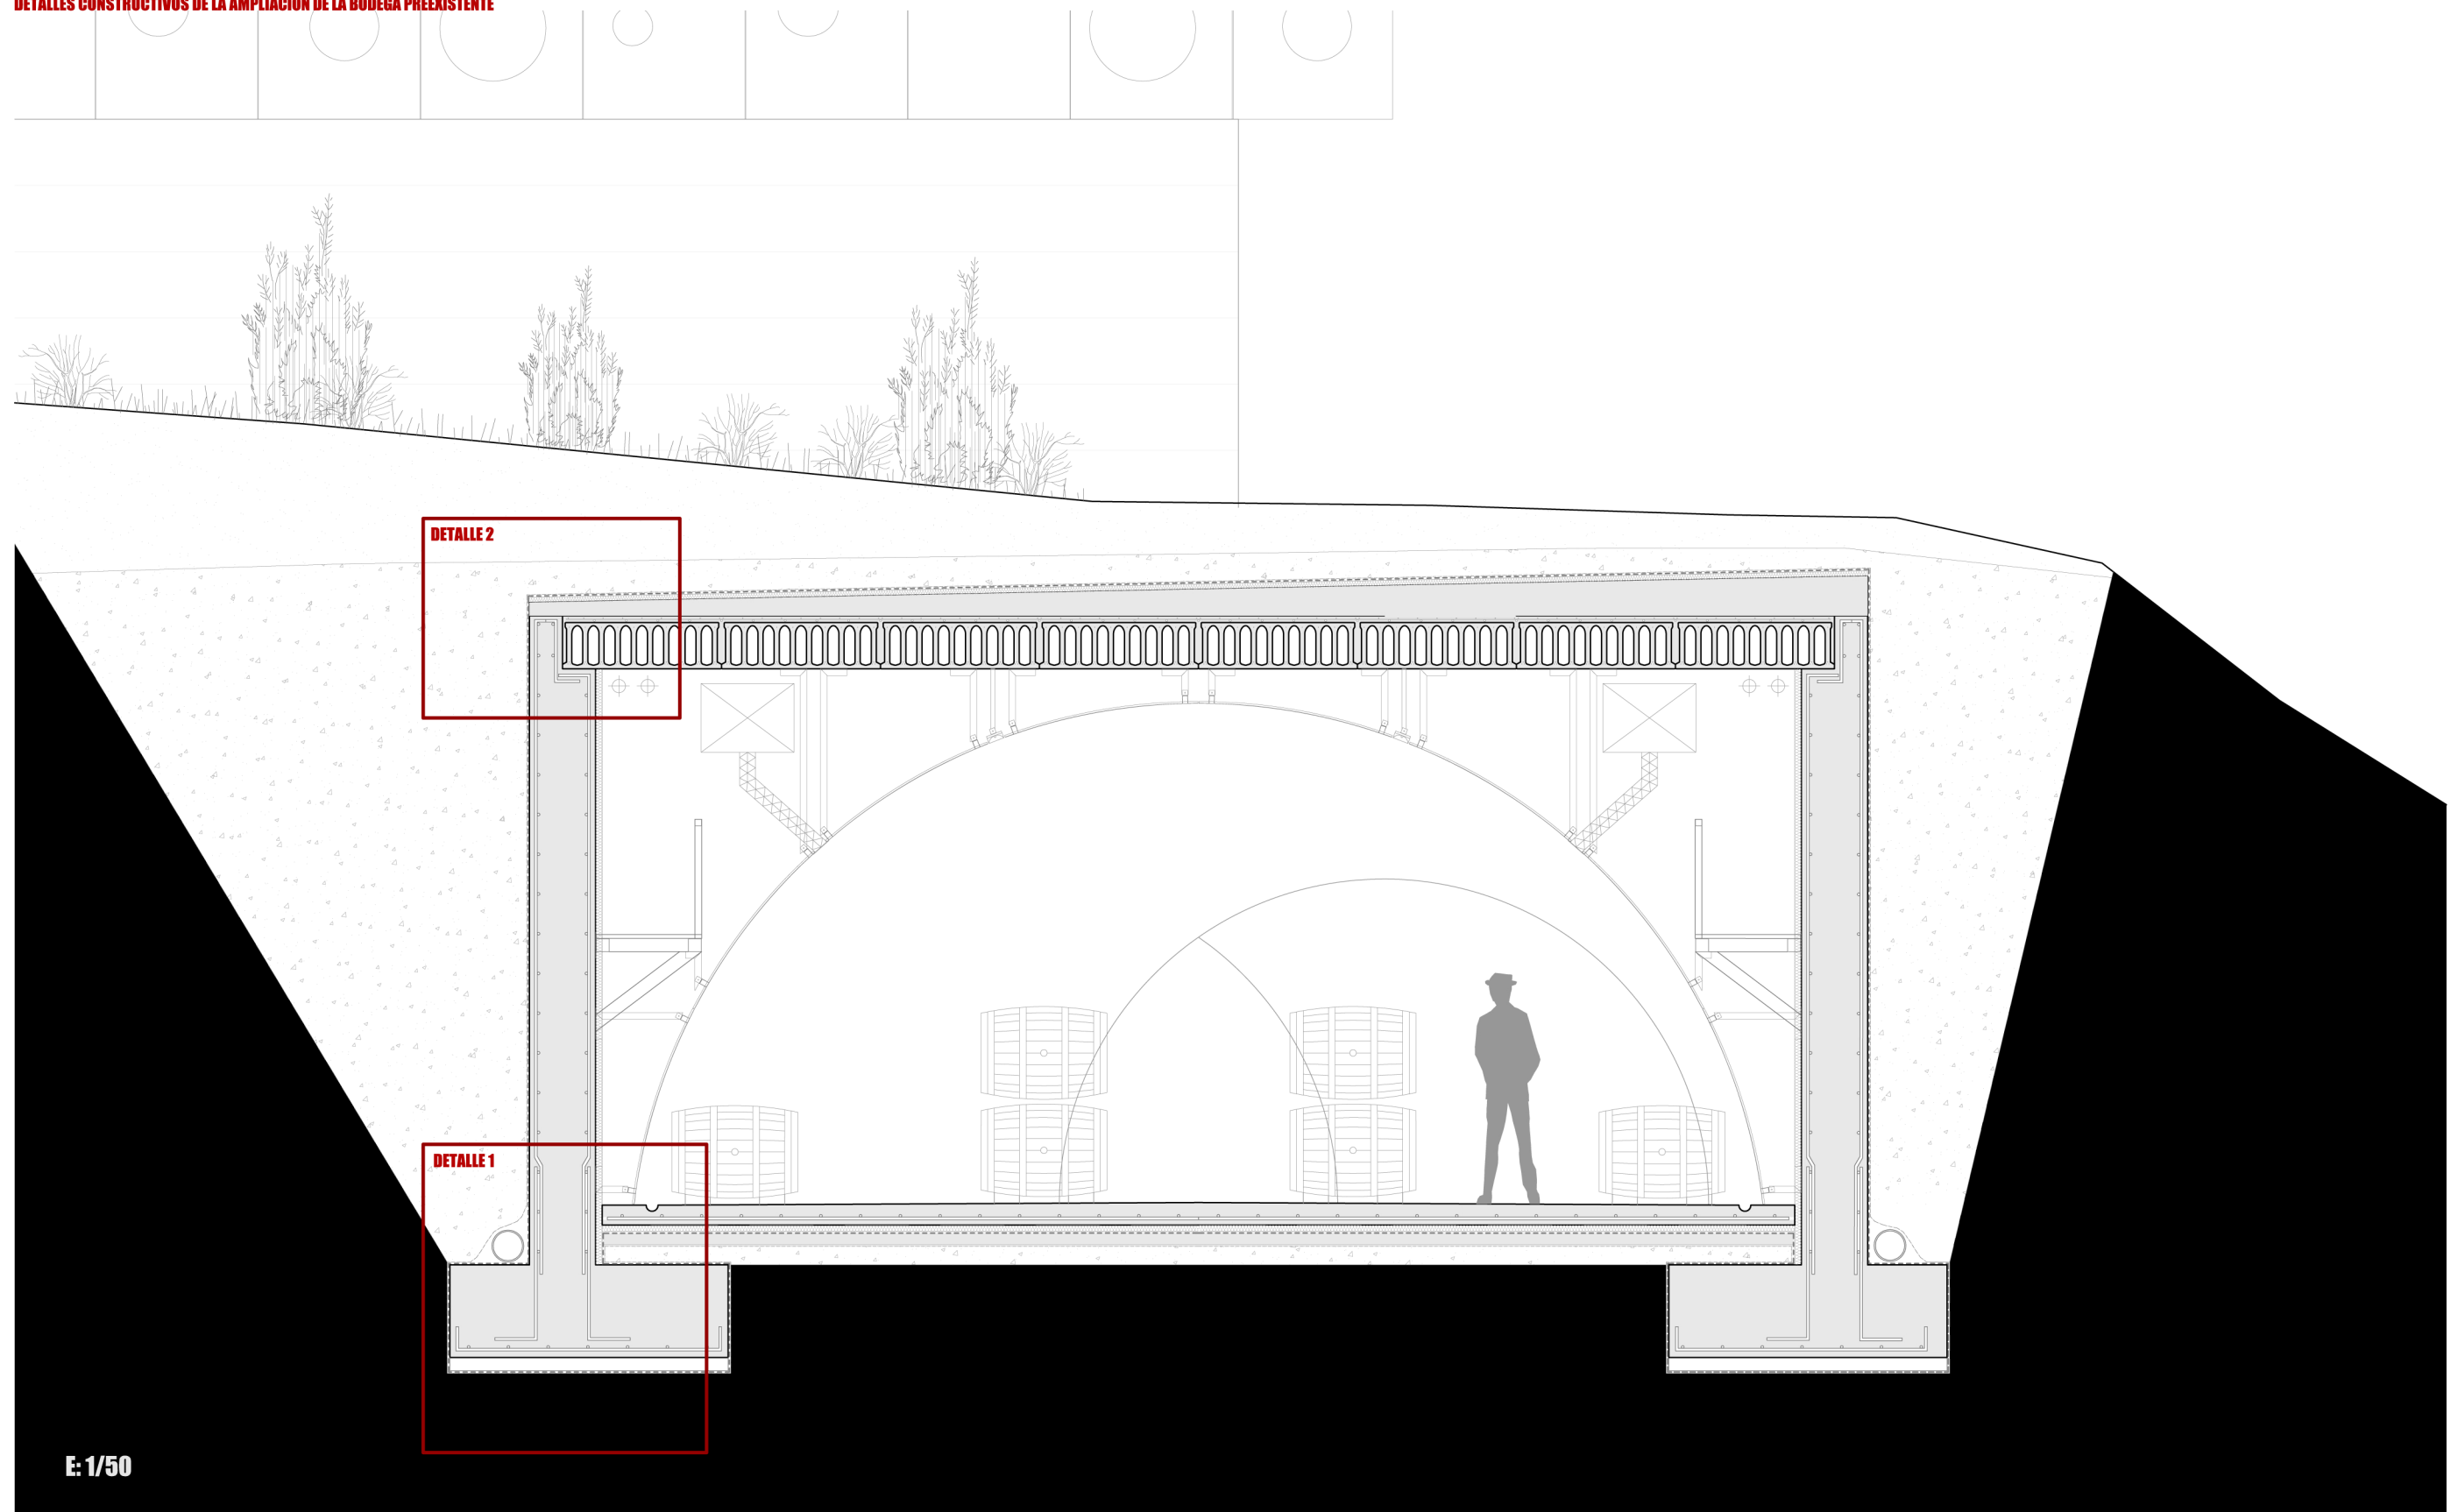 DETALLES CONSTRUCTIVOS DE LA AMPLIACIÓN DE LA BODEGA PREEXISTENTE
DETALLE 2
DETALLE 1
E: 1/50